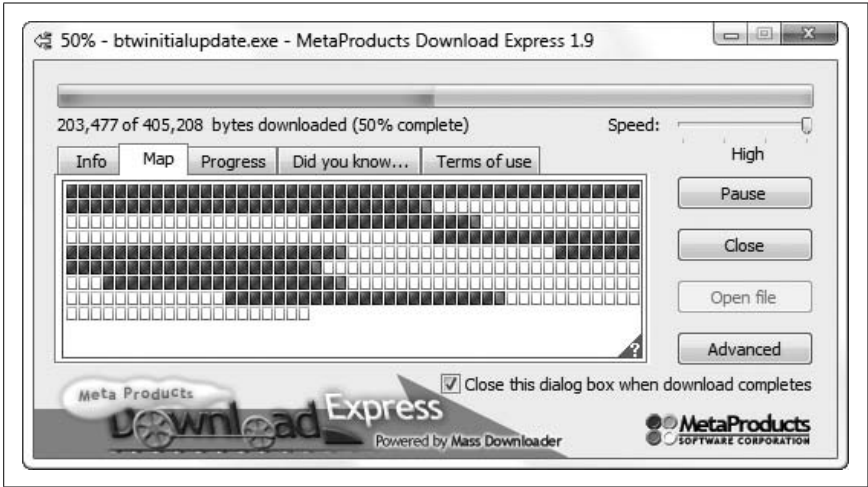 50% - btwinitialupdate.exe - MetaProducts Download Express 1.9
203,477 of 405,208 bytes downloaded (50% complete)
Speed:
High
Info
Map
Progress
Did you know...
Terms of use
Pause
Close
Open file
?
Advanced
Close this dialog box when download completes
Meta Products
Download Express
Powered by Mass Downloader
MetaProducts
SOFTWARE CORPORATION